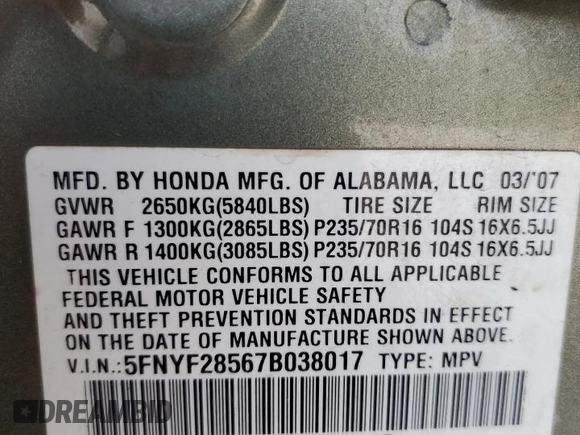 MFD. BY HONDA MFG. OF ALABAMA, LLC 03/'07
GVWR 2650KG(5840LBS) TIRE SIZE RIM SIZE
GAWR F 1300KG(2865LBS) P235/70R16 104S 16X6.5JJ
GAWR R 1400KG(3085LBS) P235/70R16 104S 16X6.5JJ
THIS VEHICLE CONFORMS TO ALL APPLICABLE
FEDERAL MOTOR VEHICLE SAFETY
AND THEFT PREVENTION STANDARDS IN EFFECT
ON THE DATE OF MANUFACTURE SHOWN ABOVE.
V.I.N.:5FNYF28567B038017 TYPE: MPV
DREAMBID